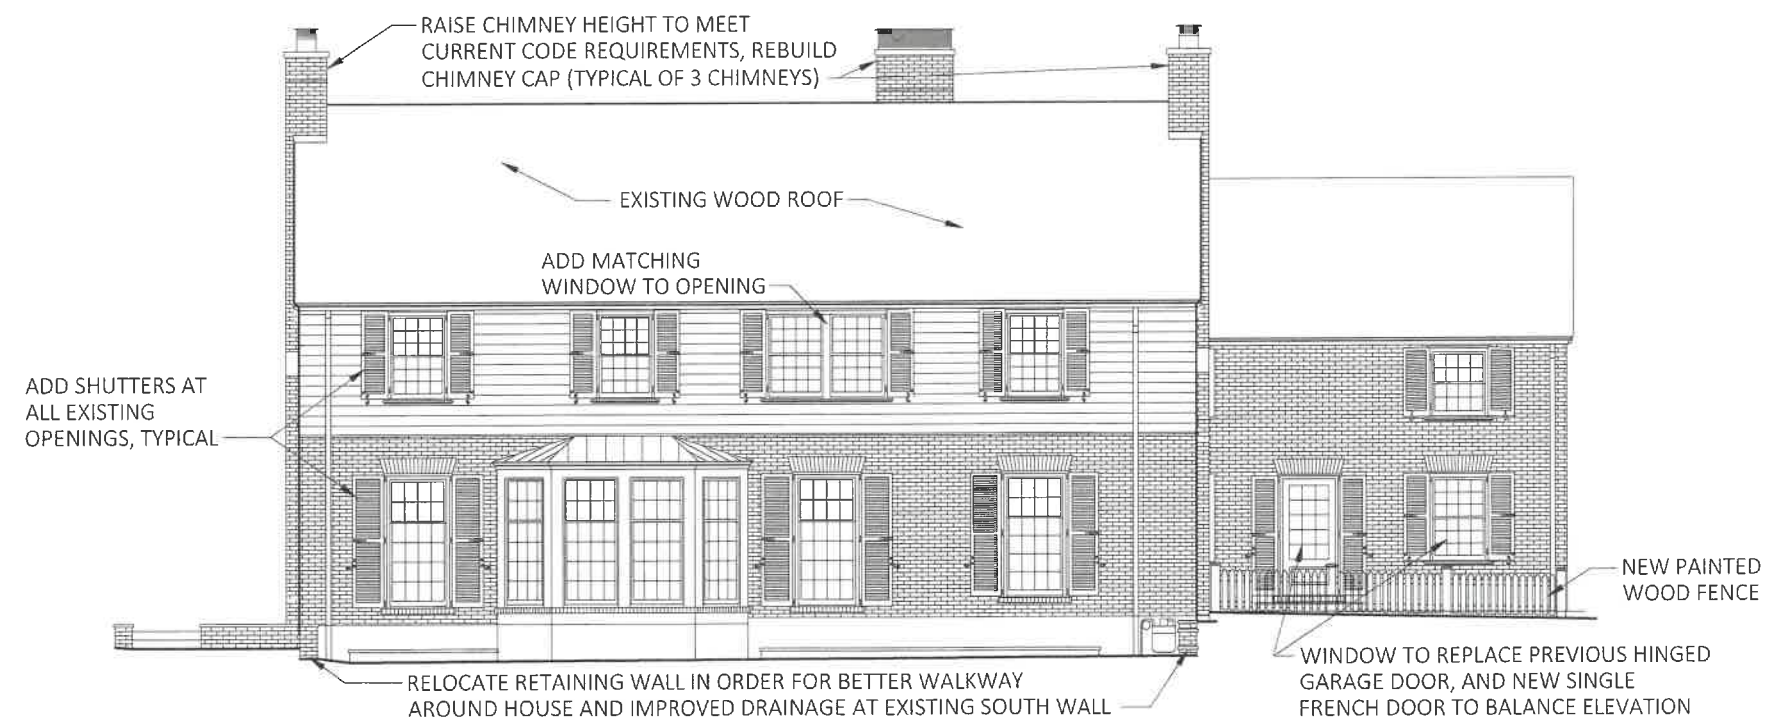 RAISE CHIMNEY HEIGHT TO MEET
CURRENT CODE REQUIREMENTS, REBUILD
CHIMNEY CAP (TYPICAL OF 3 CHIMNEYS)
EXISTING WOOD ROOF
ADD MATCHING
WINDOW TO OPENING
ADD SHUTTERS AT
ALL EXISTING
OPENINGS, TYPICAL
NEW PAINTED
WOOD FENCE
WINDOW TO REPLACE PREVIOUS HINGED
GARAGE DOOR, AND NEW SINGLE
FRENCH DOOR TO BALANCE ELEVATION
RELOCATE RETAINING WALL IN ORDER FOR BETTER WALKWAY
AROUND HOUSE AND IMPROVED DRAINAGE AT EXISTING SOUTH WALL